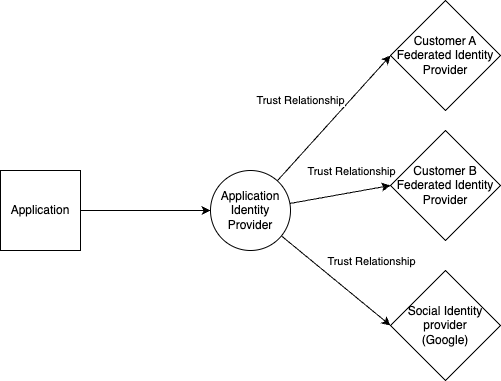 Customer A
Federated Identity
Provider
Trust Relationship
Trust Relationship
Customer B
Federated Identity
Provider
Application
Application
Identity
Provider
Trust Relationship
Social Identity
provider
(Google)